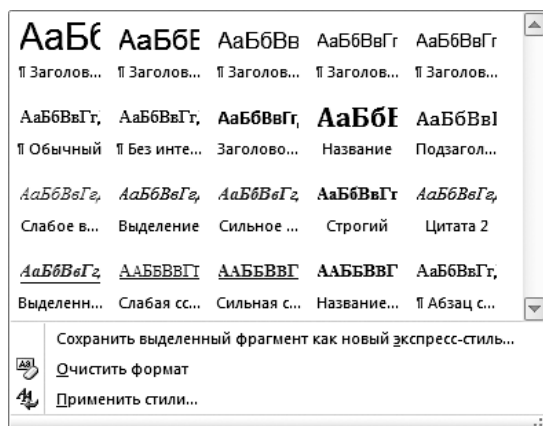 АаБб АаБбЕ АаБбВв АаБбВвГг АаБбВвГг
¶ Заголов... ¶ Заголов... ¶ Заголов... ¶ Заголов... ¶ Заголов...
АаБбВвГг, АаБбВвГг, АаБбВвГг, АаБбЕ АаБбВвI
¶ Обычный ¶ Без инте... Заголово... Название Подзагол...
АаБбВвГг, АаБбВвГг, АаБбВвГг, АаБбВвГг АаБбВвГг,
Слабое в... Выделение Сильное ... Строгий Цитата 2
АаБбВвГг, ААББВВГГ ААББВВГ ААББВВГ АаБбВвГг,
Выделенн... Слабая сс... Сильная с... Название... ¶ Абзац с...
Сохранить выделенный фрагмент как новый экспресс-стиль...
Очистить формат
Применить стили...